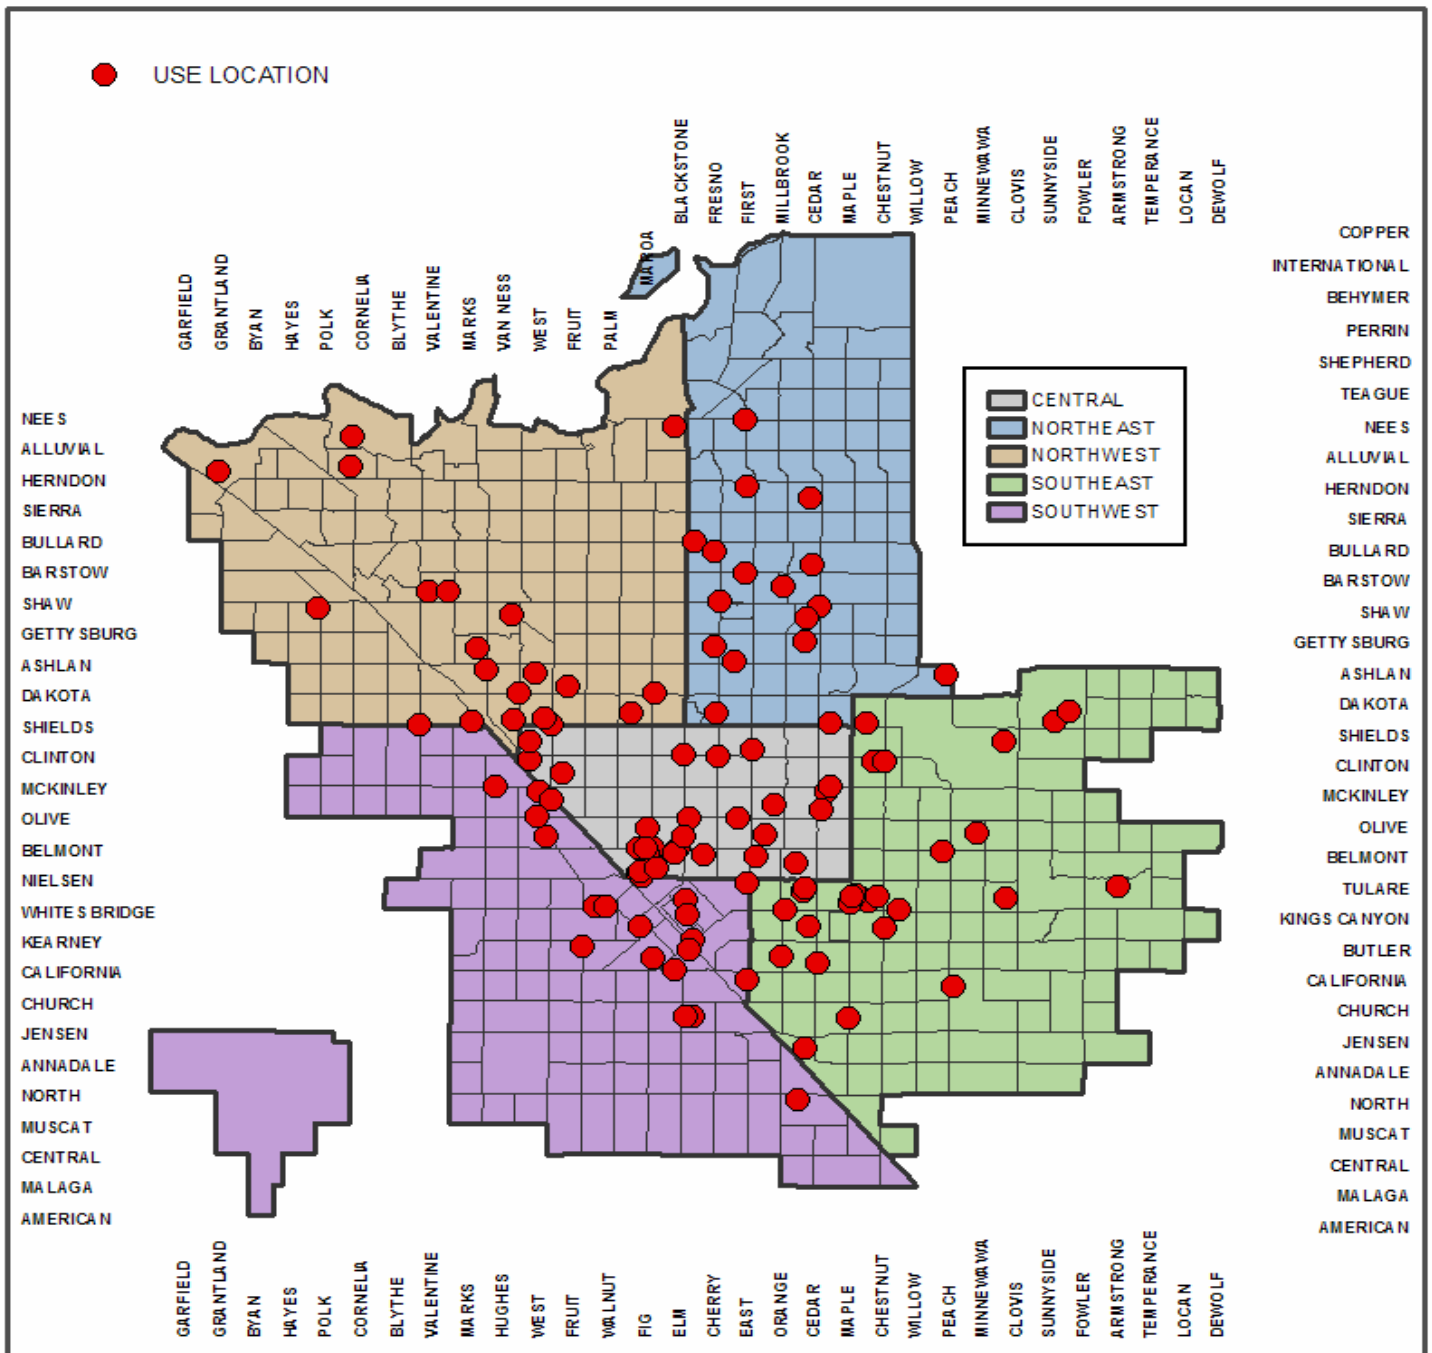 USE LOCATION
BLACKSTONE
FRESNO
FIRST
MILLBROOK
CEDAR
MAPLE
CHESTNUT
WILLOW
PEACH
MINNEWAWA
CLOVIS
SUNNYSIDE
FOWLER
ARMSTRONG
TEMPERANCE
LOCAN
DEWOLF
GARFIELD
GRANTLAND
BYAN
HAYES
POLK
CORNELIA
BLYTHE
VALENTINE
MARKS
VAN NESS
WEST
FRUIT
PALM
MAROA
COPPER
INTERNATIONAL
BEHYMER
PERRIN
SHEPHERD
TEAGUE
NEES
ALLUVIAL
HERNDON
SIERRA
BULLARD
BARSTOW
SHAW
GETTYSBURG
ASHLAN
DAKOTA
SHIELDS
CLINTON
MCKINLEY
OLIVE
BELMONT
TULARE
KINGS CANYON
BUTLER
CALIFORNIA
CHURCH
JENSEN
ANNADALE
NORTH
MUSCAT
CENTRAL
MALAGA
AMERICAN
CENTRAL
NORTHEAST
NORTHWEST
SOUTHEAST
SOUTHWEST
NEES
ALLUVIAL
HERNDON
SIERRA
BULLARD
BARSTOW
SHAW
GETTYSBURG
ASHLAN
DAKOTA
SHIELDS
CLINTON
MCKINLEY
OLIVE
BELMONT
NIELSEN
WHITESBRIDGE
KEARNEY
CALIFORNIA
CHURCH
JENSEN
ANNADALE
NORTH
MUSCAT
CENTRAL
MALAGA
AMERICAN
GARFIELD
GRANTLAND
BYAN
HAYES
POLK
CORNELIA
BLYTHE
VALENTINE
MARKS
HUGHES
WEST
FRUIT
WALNUT
FIG
ELM
CHERRY
EAST
ORANGE
CEDAR
MAPLE
CHESTNUT
WILLOW
PEACH
MINNEWAWA
CLOVIS
SUNNYSIDE
FOWLER
ARMSTRONG
TEMPERANCE
LOCAN
DEWOLF